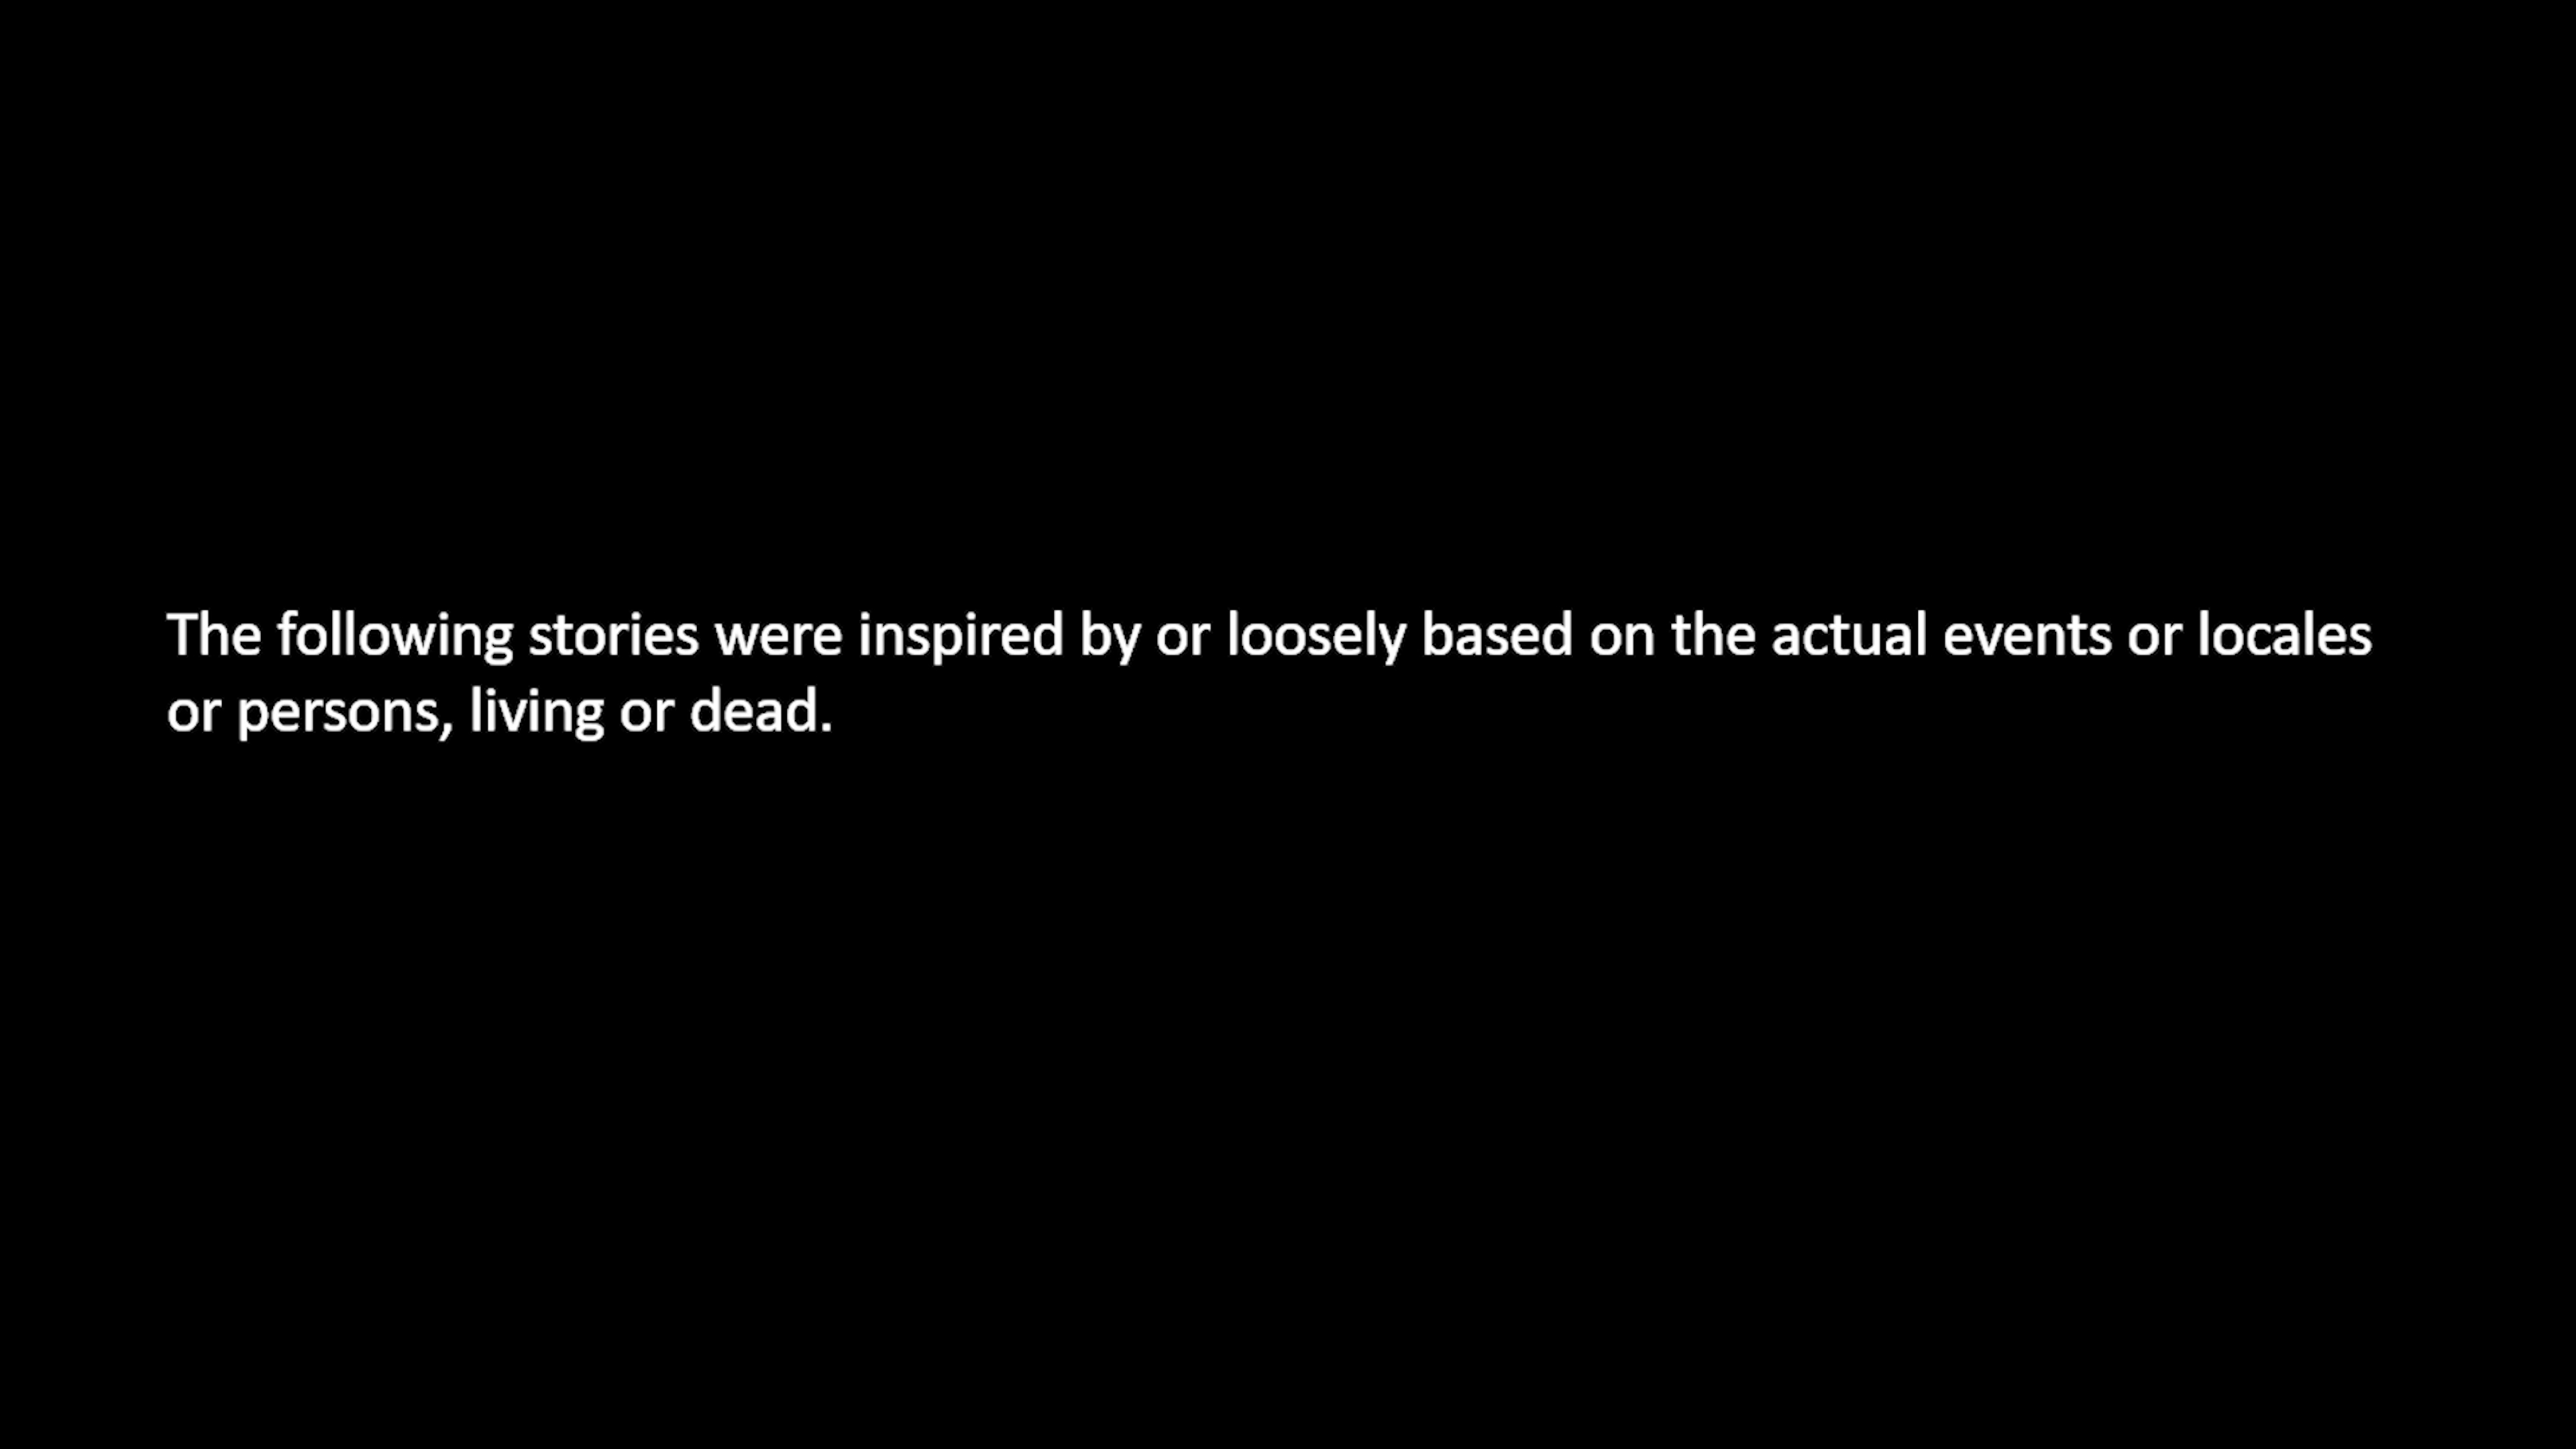 The following stories were inspired by or loosely based on the actual events or locales
or persons, living or dead.